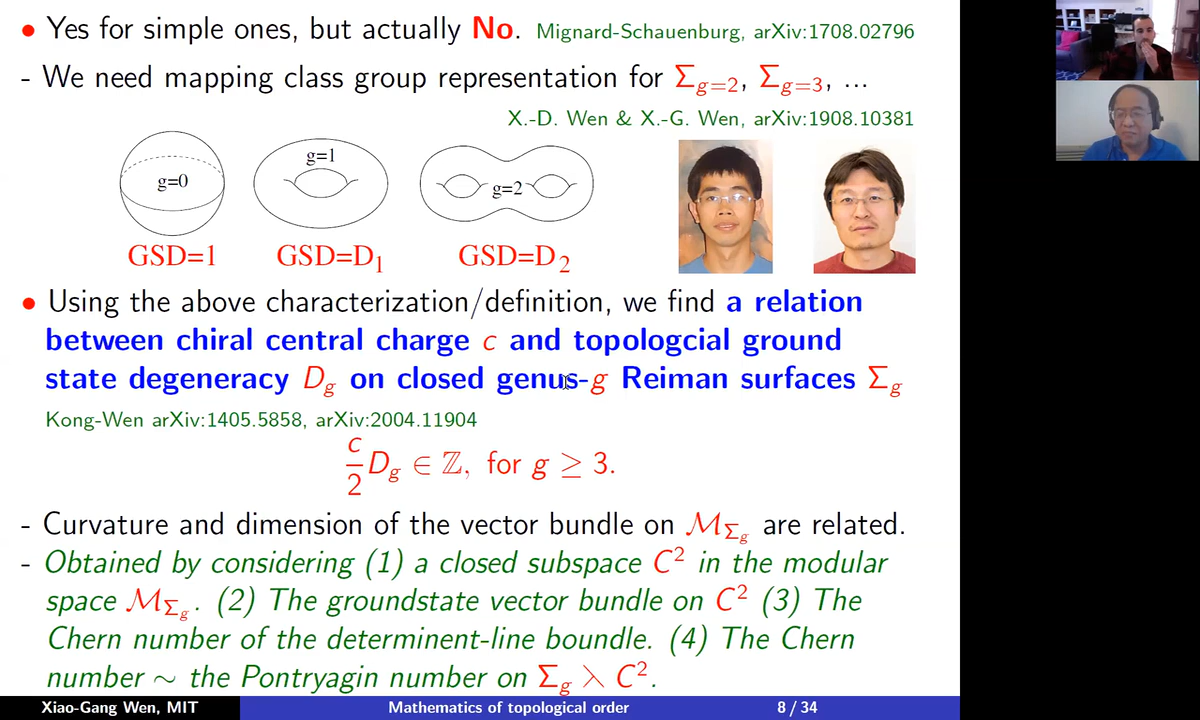 • Yes for simple ones, but actually No. Mignard-Schauenburg, arXiv:1708.02796
- We need mapping class group representation for Σg=2, Σg=3, ...
X.-D. Wen & X.-G. Wen, arXiv:1908.10381
g=0
g=1
g=2
GSD=1 GSD=D1 GSD=D2
• Using the above characterization/definition, we find a relation
between chiral central charge c and topologcial ground
state degeneracy Dg on closed genus-g Reiman surfaces Σg
Kong-Wen arXiv:1405.5858, arXiv:2004.11904
c/2 Dg ∈ ℤ, for g ≥ 3.
- Curvature and dimension of the vector bundle on ℳΣg are related.
- Obtained by considering (1) a closed subspace C² in the modular
space ℳΣg. (2) The groundstate vector bundle on C² (3) The
Chern number of the determinent-line boundle. (4) The Chern
number ∼ the Pontryagin number on Σg ⋋ C².
Xiao-Gang Wen, MIT Mathematics of topological order 8 / 34